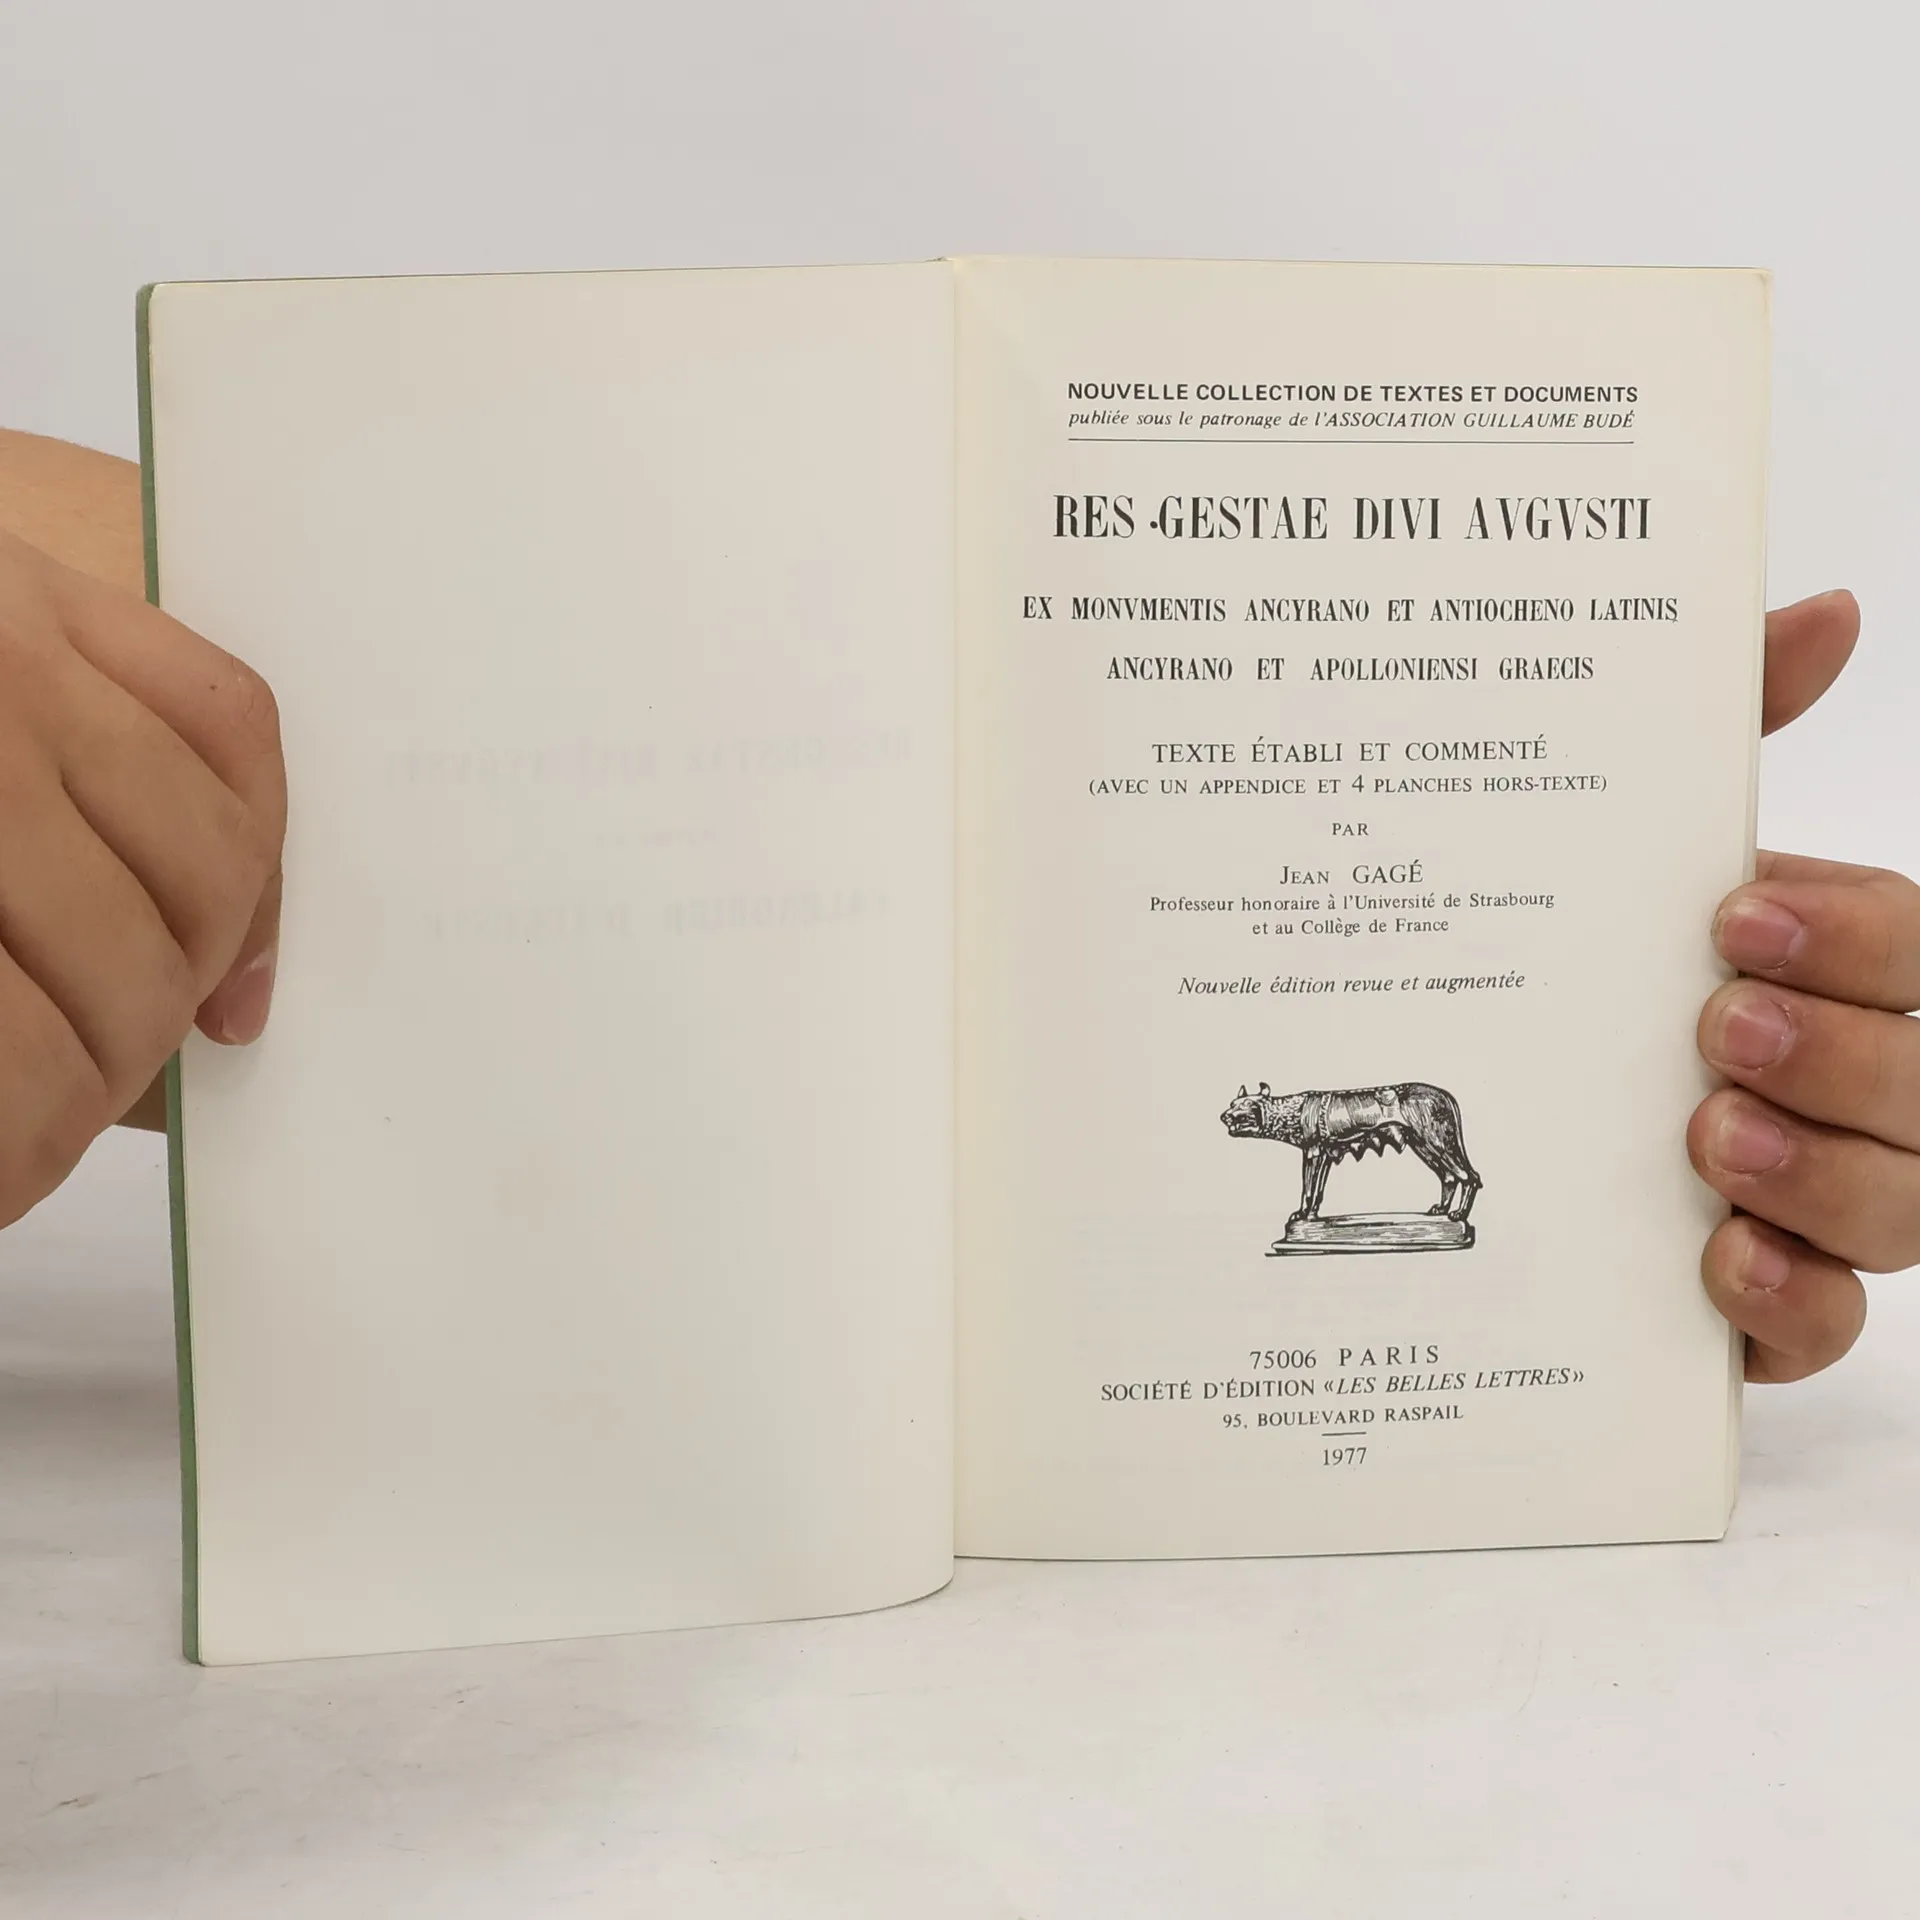 NOUVELLE COLLECTION DE TEXTES ET DOCUMENTS
publiée sous le patronage de l'ASSOCIATION GUILLAUME BUDÉ
RES GESTAE DIVI AVGVSTI
EX MONVMENTIS ANCYRANO ET ANTIOCHENO LATINIS
ANCYRANO ET APOLLONIENSI GRAECIS
TEXTE ÉTABLI ET COMMENTÉ
(AVEC UN APPENDICE ET 4 PLANCHES HORS-TEXTE)
PAR
JEAN GAGÉ
Professeur honoraire à l'Université de Strasbourg
et au Collège de France
Nouvelle édition revue et augmentée
75006 PARIS
SOCIÉTÉ D'ÉDITION «LES BELLES LETTRES»
95, BOULEVARD RASPAIL
1977